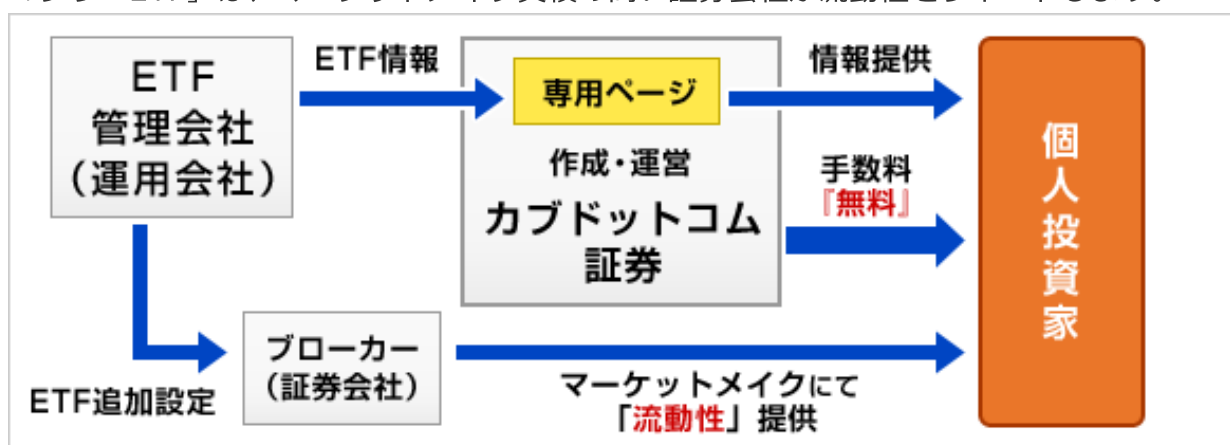 ETF
管理会社
（運用会社）
ETF情報
専用ページ
作成・運営
カブドットコム
証券
情報提供
手数料
『無料』
個人投資家
ETF追加設定
ブローカー
（証券会社）
マーケットメイクにて
「流動性」提供